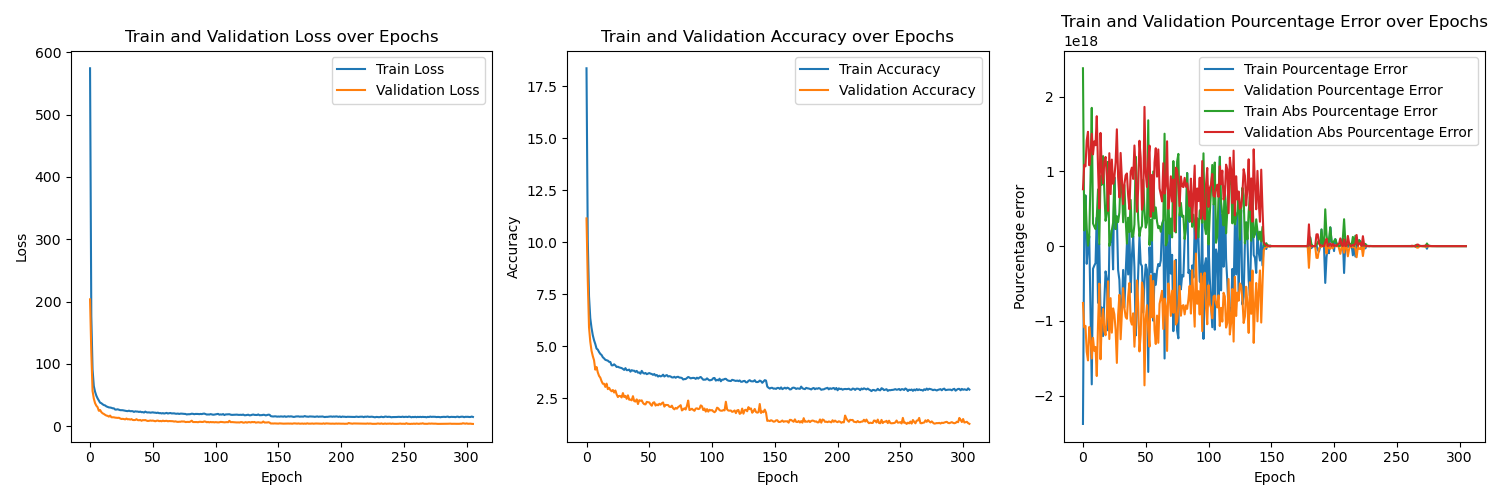 Train and Validation Loss over Epochs
600
500
400
300
200
100
0
Loss
0 50 100 150 200 250 300
Epoch
Train Loss
Validation Loss
Train and Validation Accuracy over Epochs
17.5
15.0
12.5
10.0
7.5
5.0
2.5
Accuracy
0 50 100 150 200 250 300
Epoch
Train Accuracy
Validation Accuracy
Train and Validation Pourcentage Error over Epochs
1e18
2
1
0
−1
−2
Pourcentage error
0 50 100 150 200 250 300
Epoch
Train Pourcentage Error
Validation Pourcentage Error
Train Abs Pourcentage Error
Validation Abs Pourcentage Error